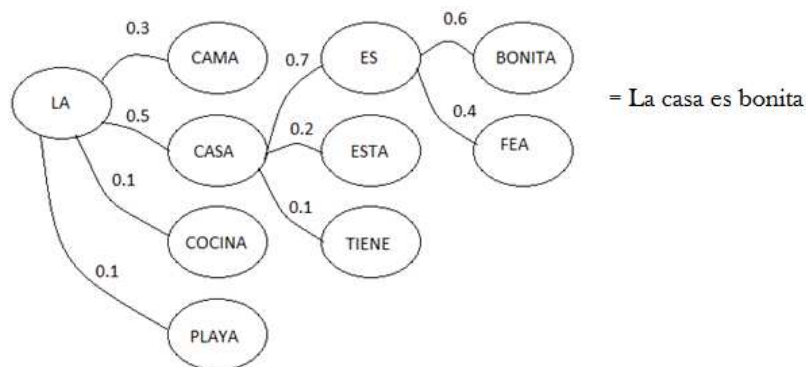 0.3
CAMA
0.7
ES
0.6
BONITA
LA
0.5
CASA
0.2
ESTA
0.4
FEA
= La casa es bonita
0.1
COCINA
0.1
TIENE
0.1
PLAYA